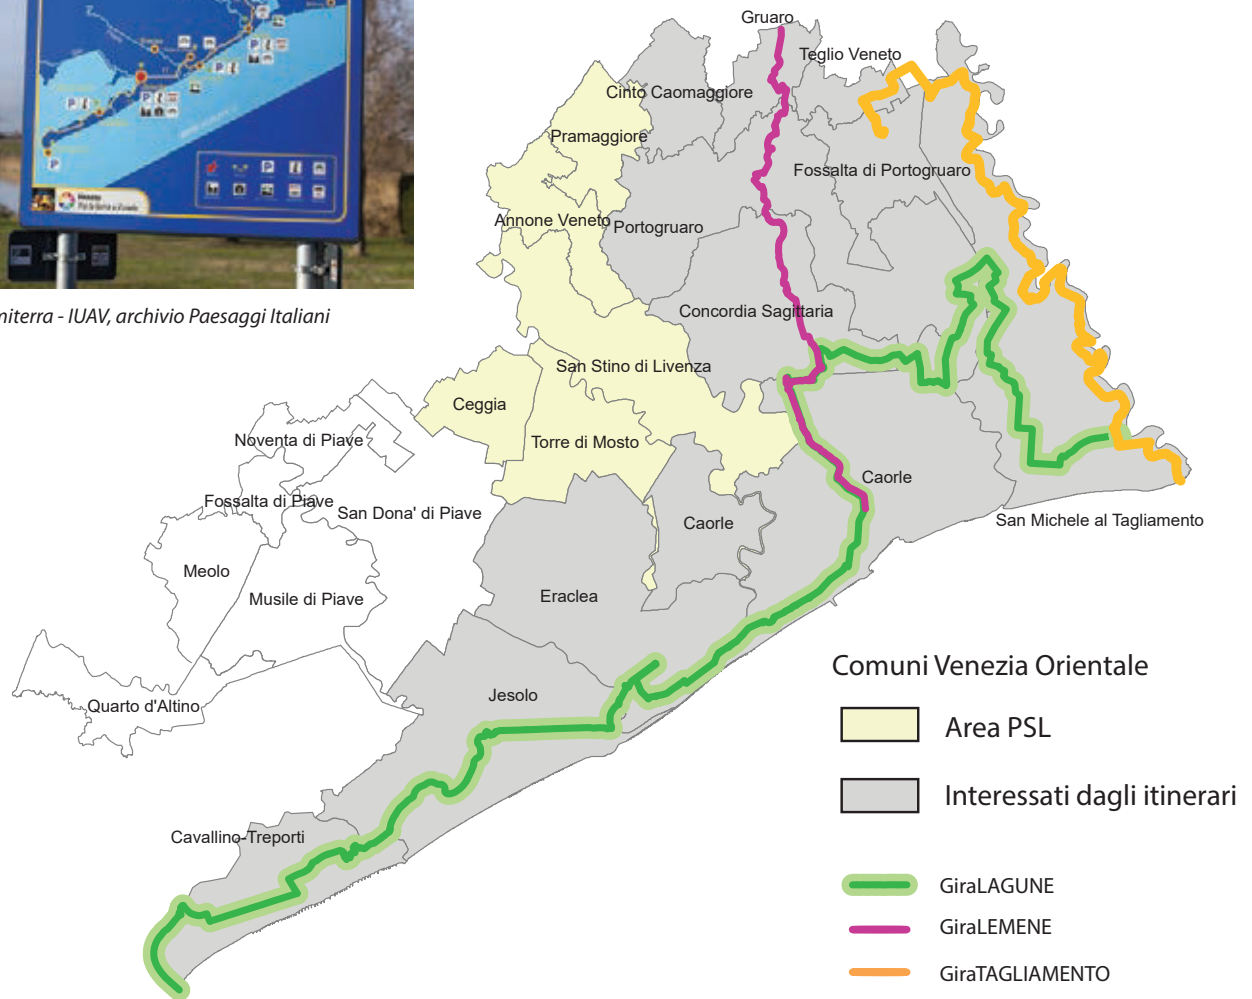 miterra - IUAV, archivio Paesaggi Italiani
Gruaro
Teglio Veneto
Cinto Caomaggiore
Pramaggiore
Fossalta di Portogruaro
Annone Veneto
Portogruaro
Concordia Sagittaria
San Stino di Livenza
Ceggia
Noventa di Piave
Torre di Mosto
Caorle
Fossalta di Piave
San Dona' di Piave
Caorle
San Michele al Tagliamento
Meolo
Musile di Piave
Eraclea
Jesolo
Quarto d'Altino
Cavallino-Treporti
Comuni Venezia Orientale
Area PSL
Interessati dagli itinerari
GiraLAGUNE
GiraLEMENE
GiraTAGLIAMENTO